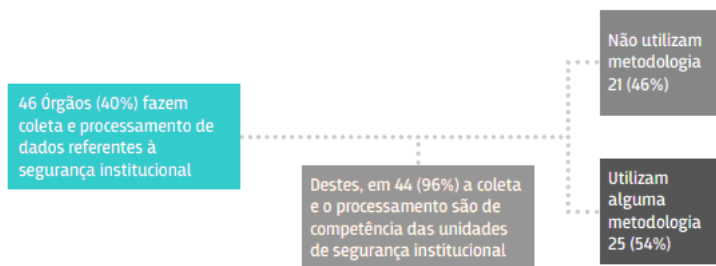 46 Órgãos (40%) fazem
coleta e processamento de
dados referentes à
segurança institucional
Destes, em 44 (96%) a coleta
e o processamento são de
competência das unidades
de segurança institucional
Não utilizam
metodologia
21 (46%)
Utilizam
alguma
metodologia
25 (54%)